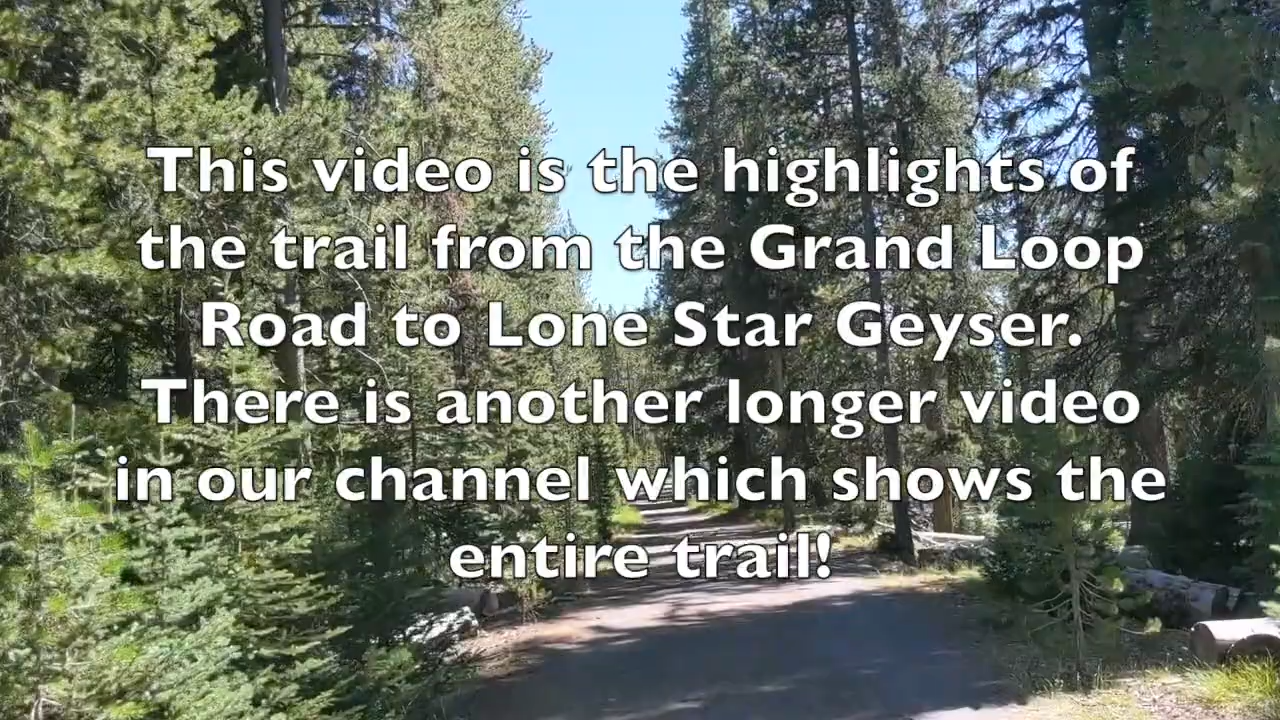 This video is the highlights of
the trail from the Grand Loop
Road to Lone Star Geyser.
There is another longer video
in our channel which shows the
entire trail!